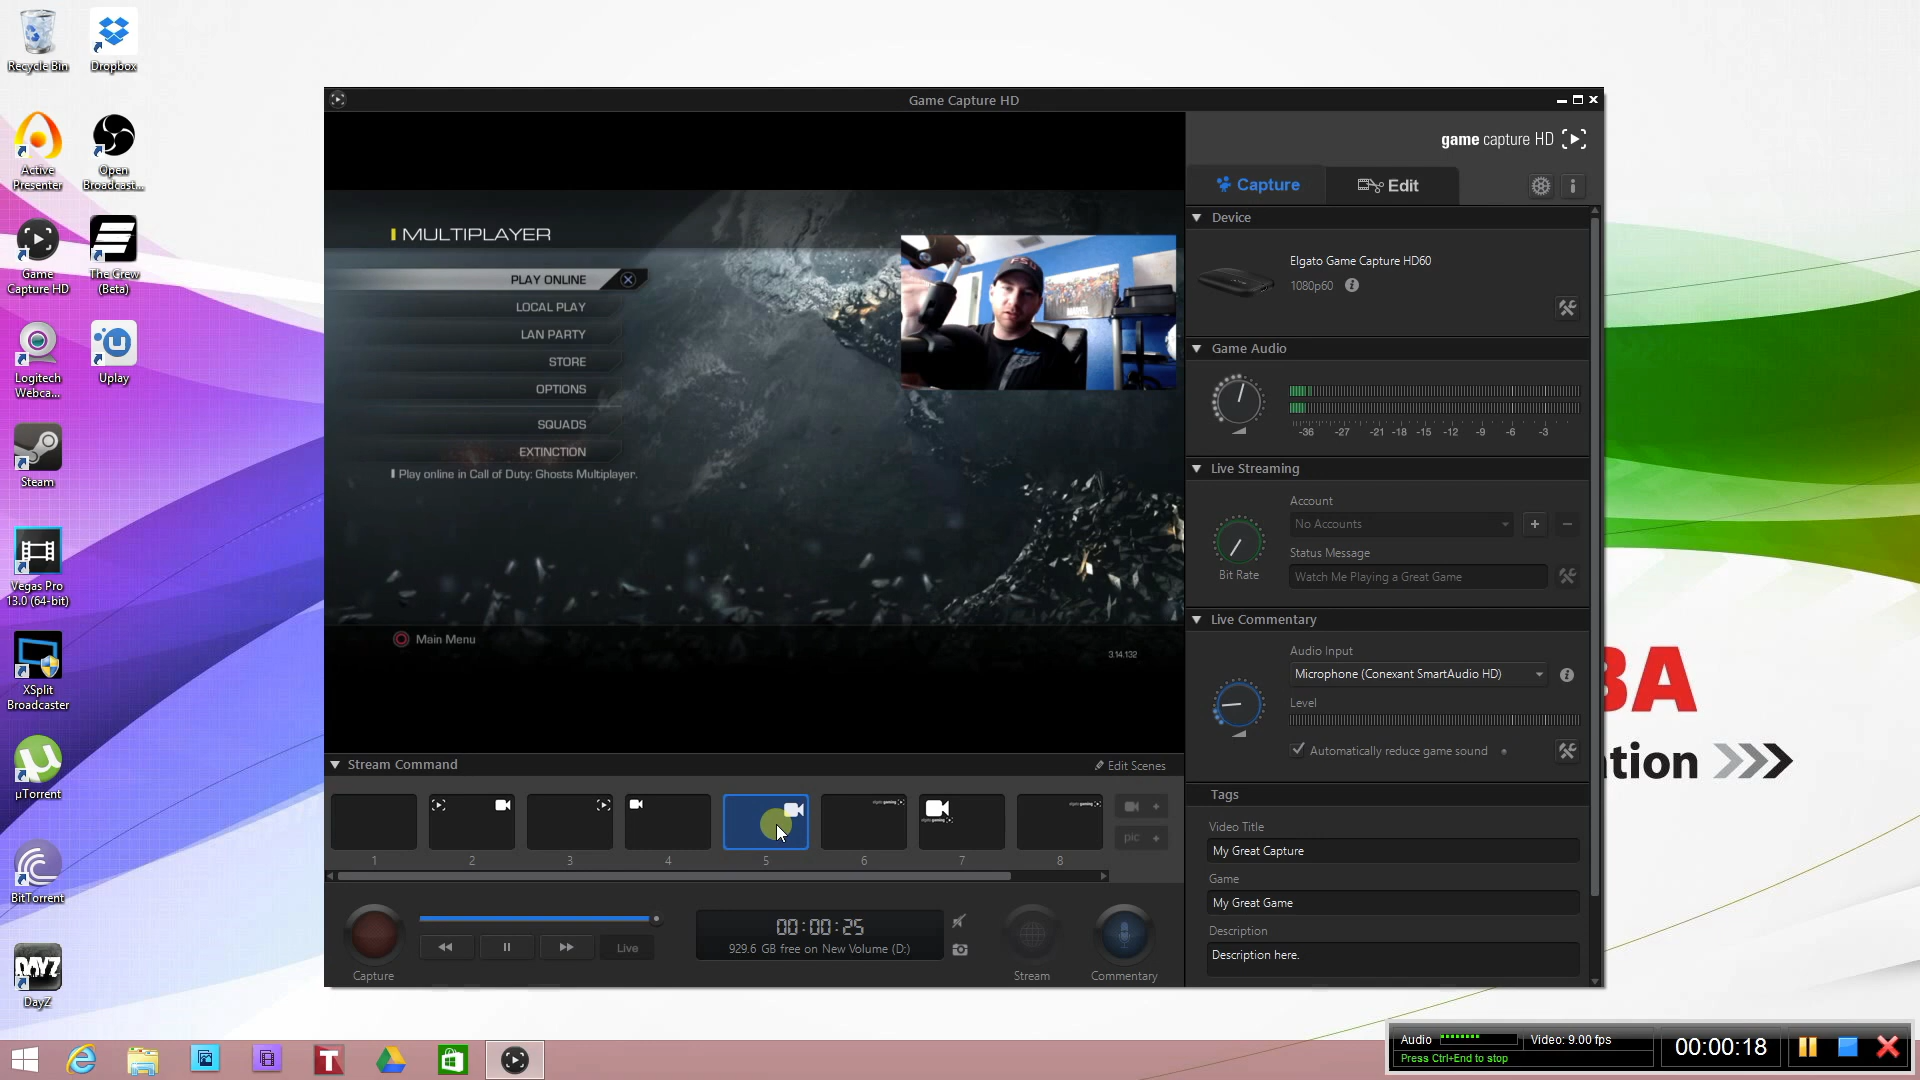 Recycle Bin
Dropbox
Active Presenter
Open Broadcast...
Game Capture HD
The Crew (Beta)
Logitech Webca...
Uplay
Steam
Vegas Pro 13.0 (64-bit)
XSplit Broadcaster
µTorrent
BitTorrent
DAYZ
DayZ
Game Capture HD
MULTIPLAYER
PLAY ONLINE
LOCAL PLAY
LAN PARTY
STORE
OPTIONS
SQUADS
EXTINCTION
Play online in Call of Duty: Ghosts Multiplayer.
Main Menu
3.14.132
Stream Command
Edit Scenes
pic
1 2 3 4 5 6 7 8
00:00:25
929.6 GB free on New Volume (D:)
Live
Capture
Stream
Commentary
game capture HD
Capture
Edit
Device
Elgato Game Capture HD60
1080p60
Game Audio
-36 -27 -21 -18 -15 -12 -9 -6 -3
Live Streaming
Account
No Accounts
Bit Rate
Status Message
Watch Me Playing a Great Game
Live Commentary
Audio Input
Microphone (Conexant SmartAudio HD)
Level
Automatically reduce game sound
Tags
Video Title
My Great Capture
Game
My Great Game
Description
Description here.
BA
tion
Audio
Video: 9.00 fps
Press Ctrl+End to stop
00:00:18